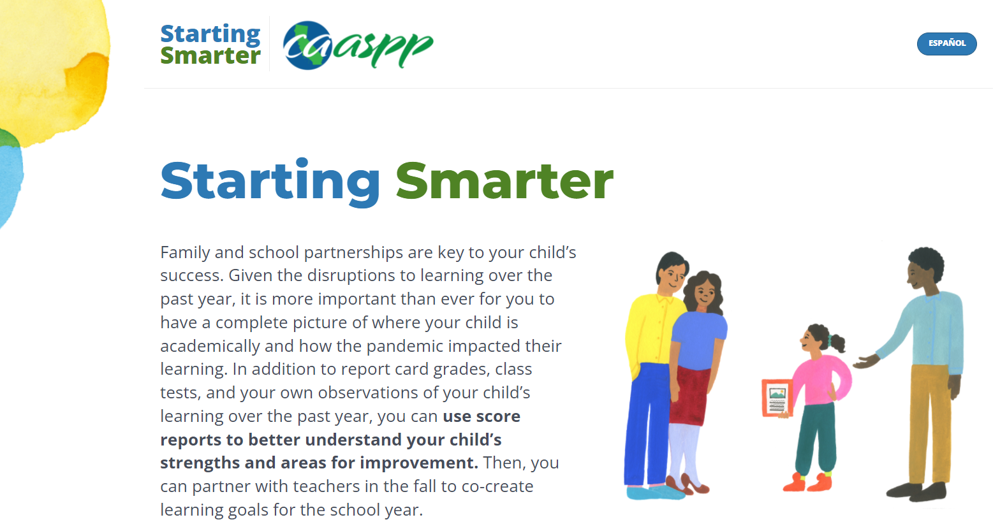 Starting
Smarter
caaspp
ESPAÑOL
Starting Smarter
Family and school partnerships are key to your child’s
success. Given the disruptions to learning over the
past year, it is more important than ever for you to
have a complete picture of where your child is
academically and how the pandemic impacted their
learning. In addition to report card grades, class
tests, and your own observations of your child’s
learning over the past year, you can use score
reports to better understand your child’s
strengths and areas for improvement. Then, you
can partner with teachers in the fall to co-create
learning goals for the school year.